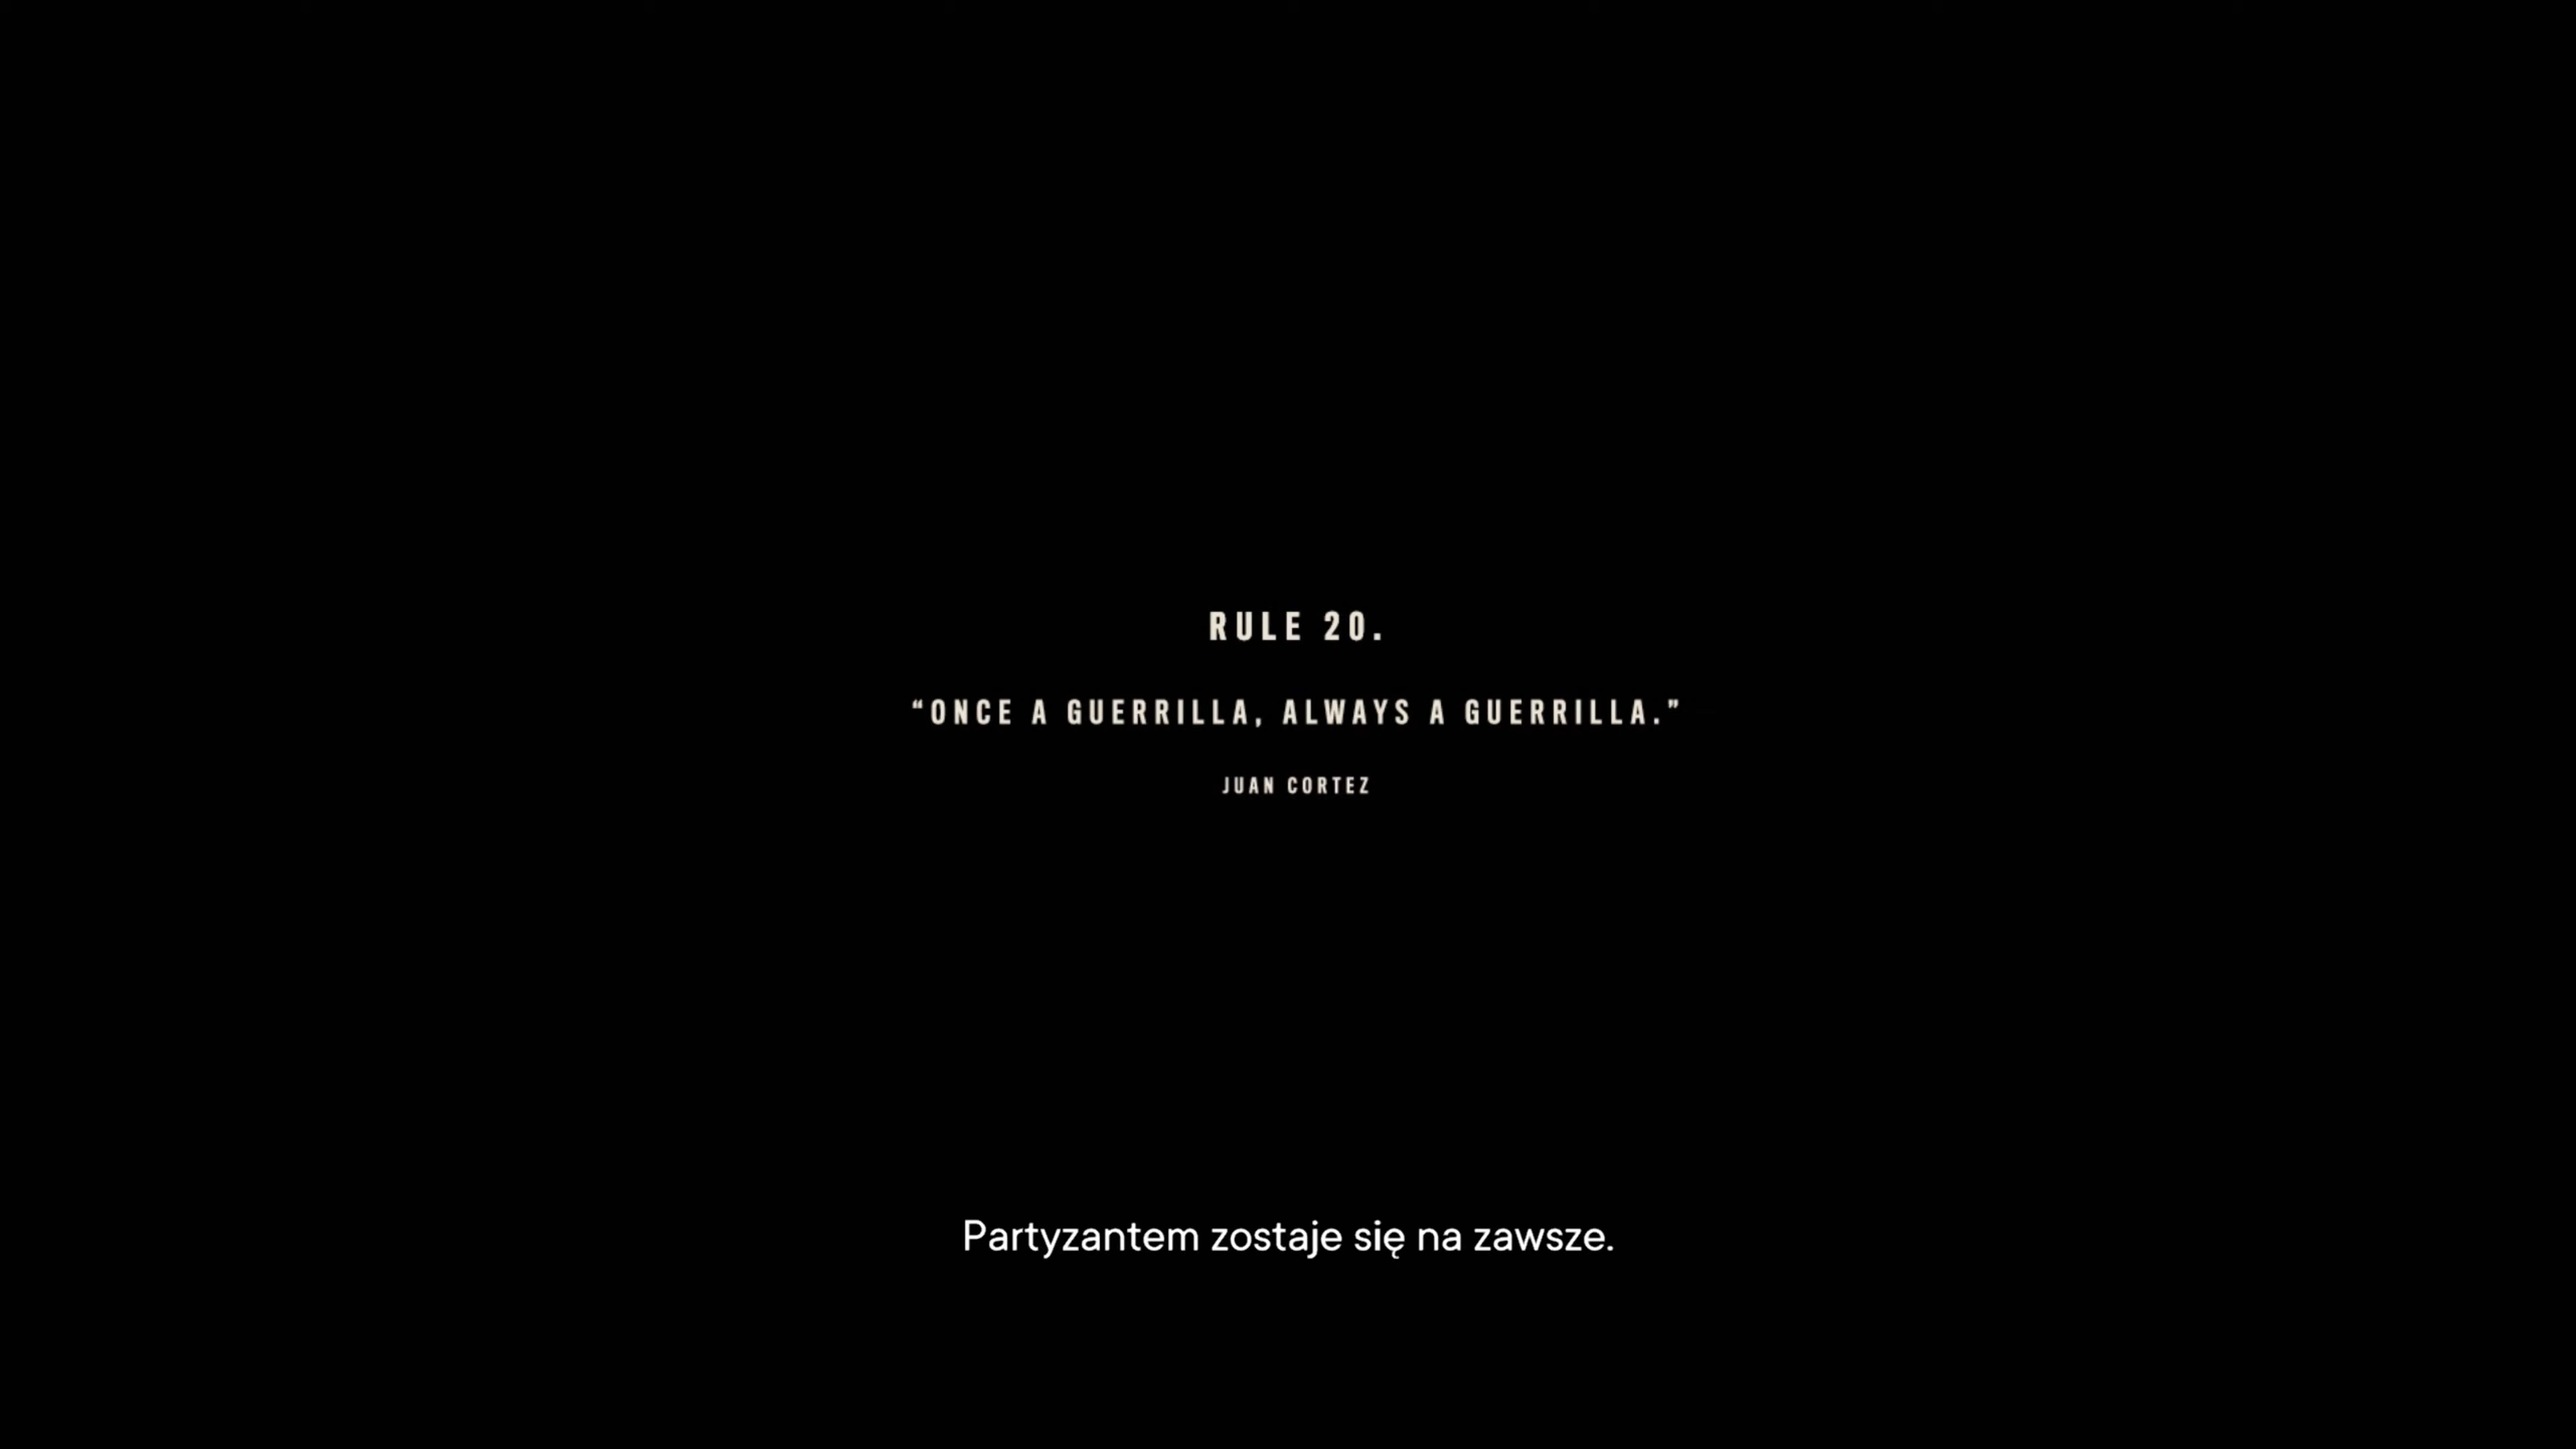 RULE 20.
“ONCE A GUERRILLA, ALWAYS A GUERRILLA.”
JUAN CORTEZ
Partyzantem zostaje się na zawsze.